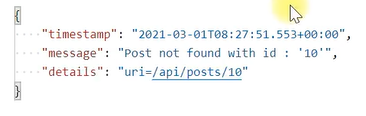 {
"timestamp": "2021-03-01T08:27:51.553+00:00",
"message": "Post not found with id : '10'",
"details": "uri=/api/posts/10"
}